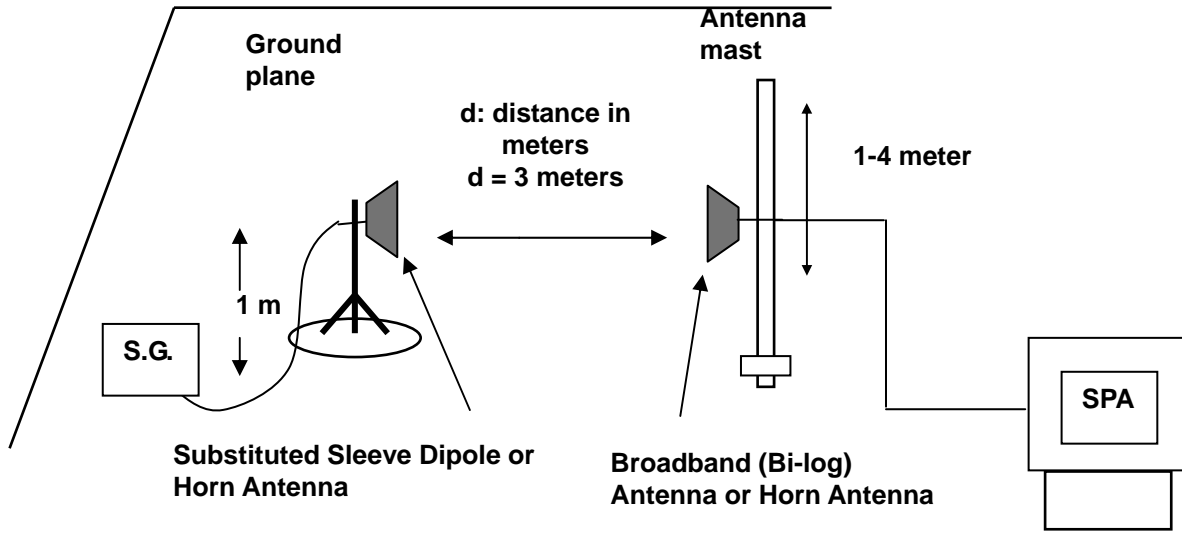 Ground
plane
Antenna
mast
d: distance in
meters
d = 3 meters
1-4 meter
1 m
S.G.
SPA
Substituted Sleeve Dipole or
Horn Antenna
Broadband (Bi-log)
Antenna or Horn Antenna